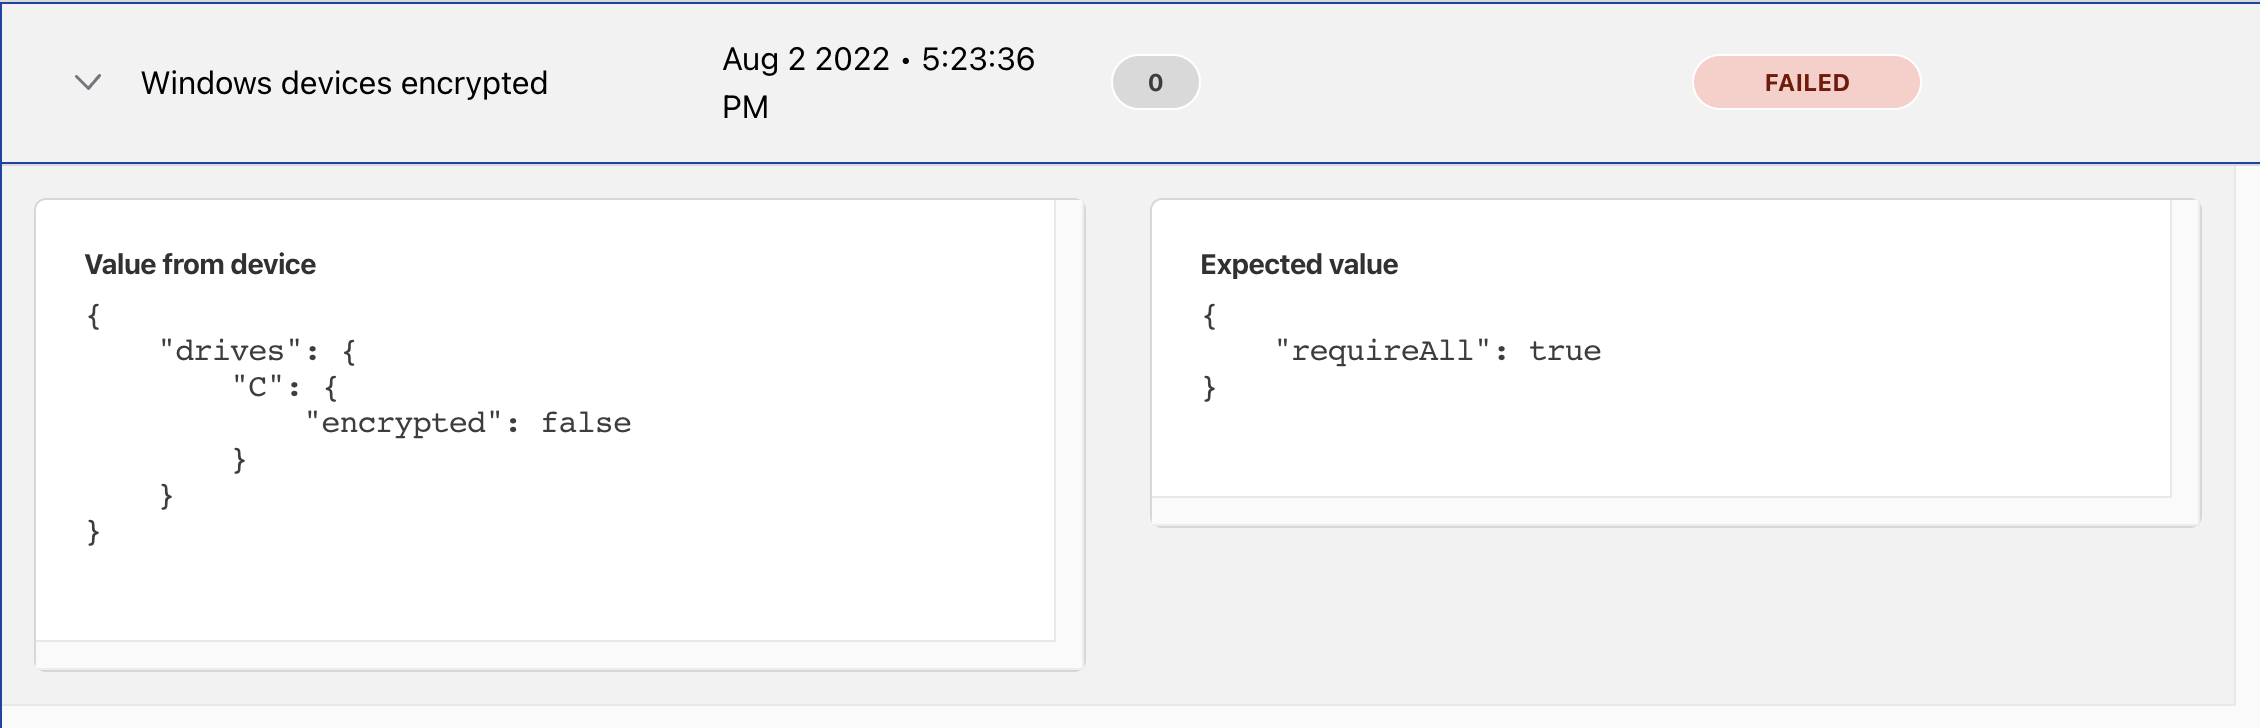 Windows devices encrypted
Aug 2 2022 • 5:23:36
PM
0
FAILED
Value from device
{
    "drives": {
        "C": {
            "encrypted": false
        }
    }
}
Expected value
{
    "requireAll": true
}